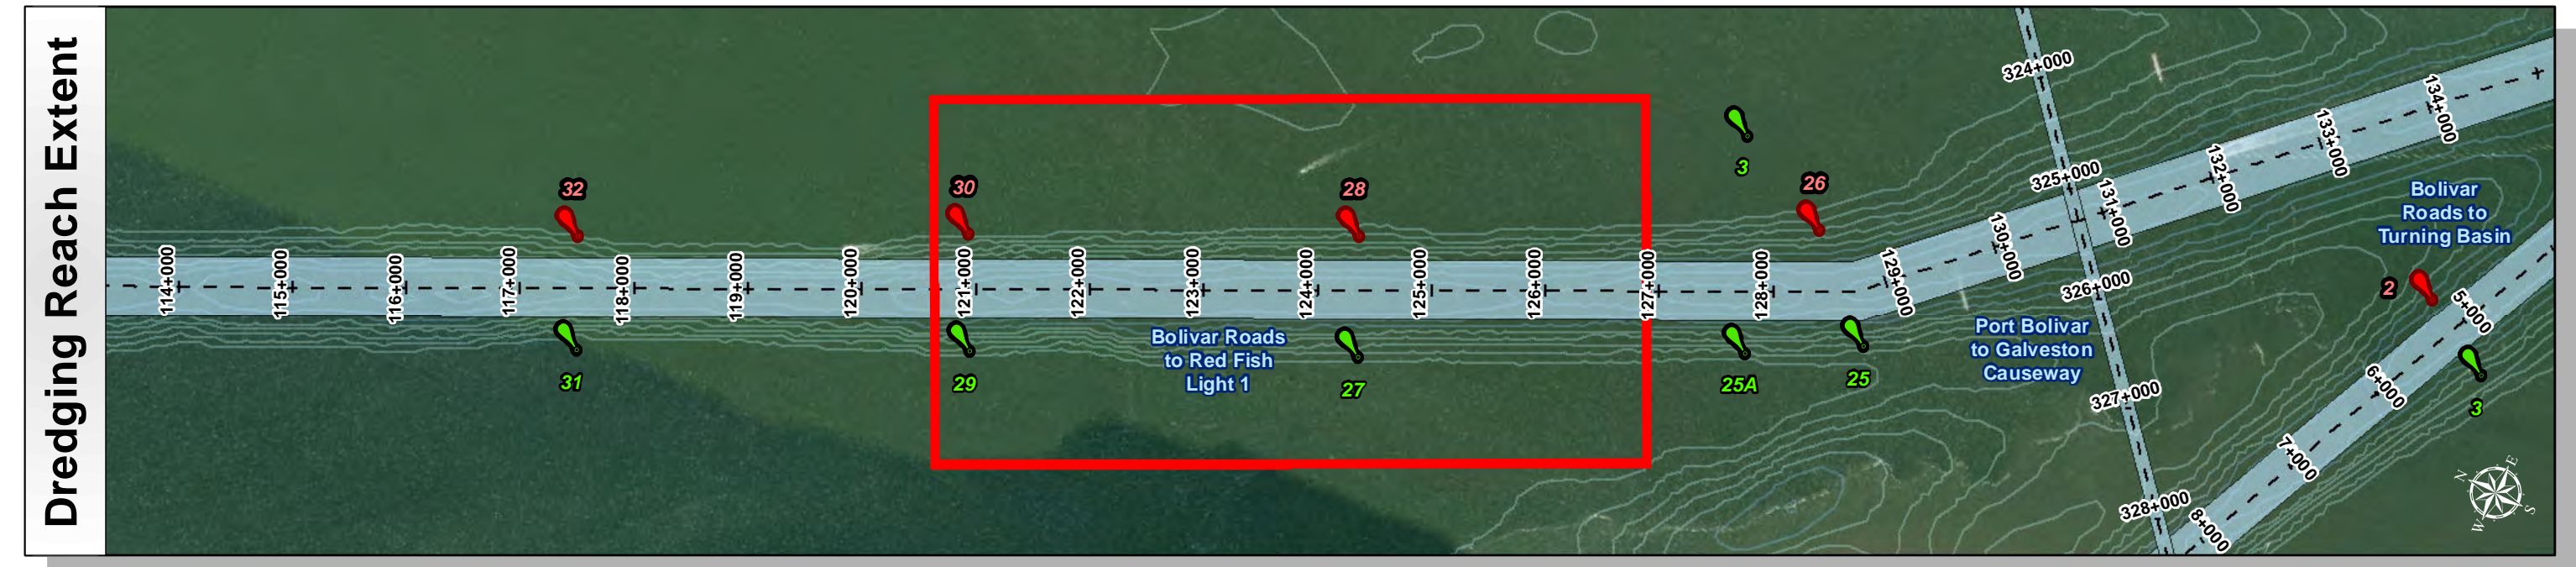 Dredging Reach Extent
32
30
28
26
3
114+000
115+000
116+000
117+000
118+000
119+000
120+000
121+000
122+000
123+000
124+000
125+000
126+000
127+000
128+000
129+000
130+000
131+000
132+000
133+000
134+000
324+000
325+000
326+000
327+000
328+000
31
29
27
25A
25
Bolivar Roads
to Red Fish
Light 1
Port Bolivar
to Galveston
Causeway
Bolivar
Roads to
Turning Basin
2
3
5+000
6+000
7+000
8+000
N
E
W
S